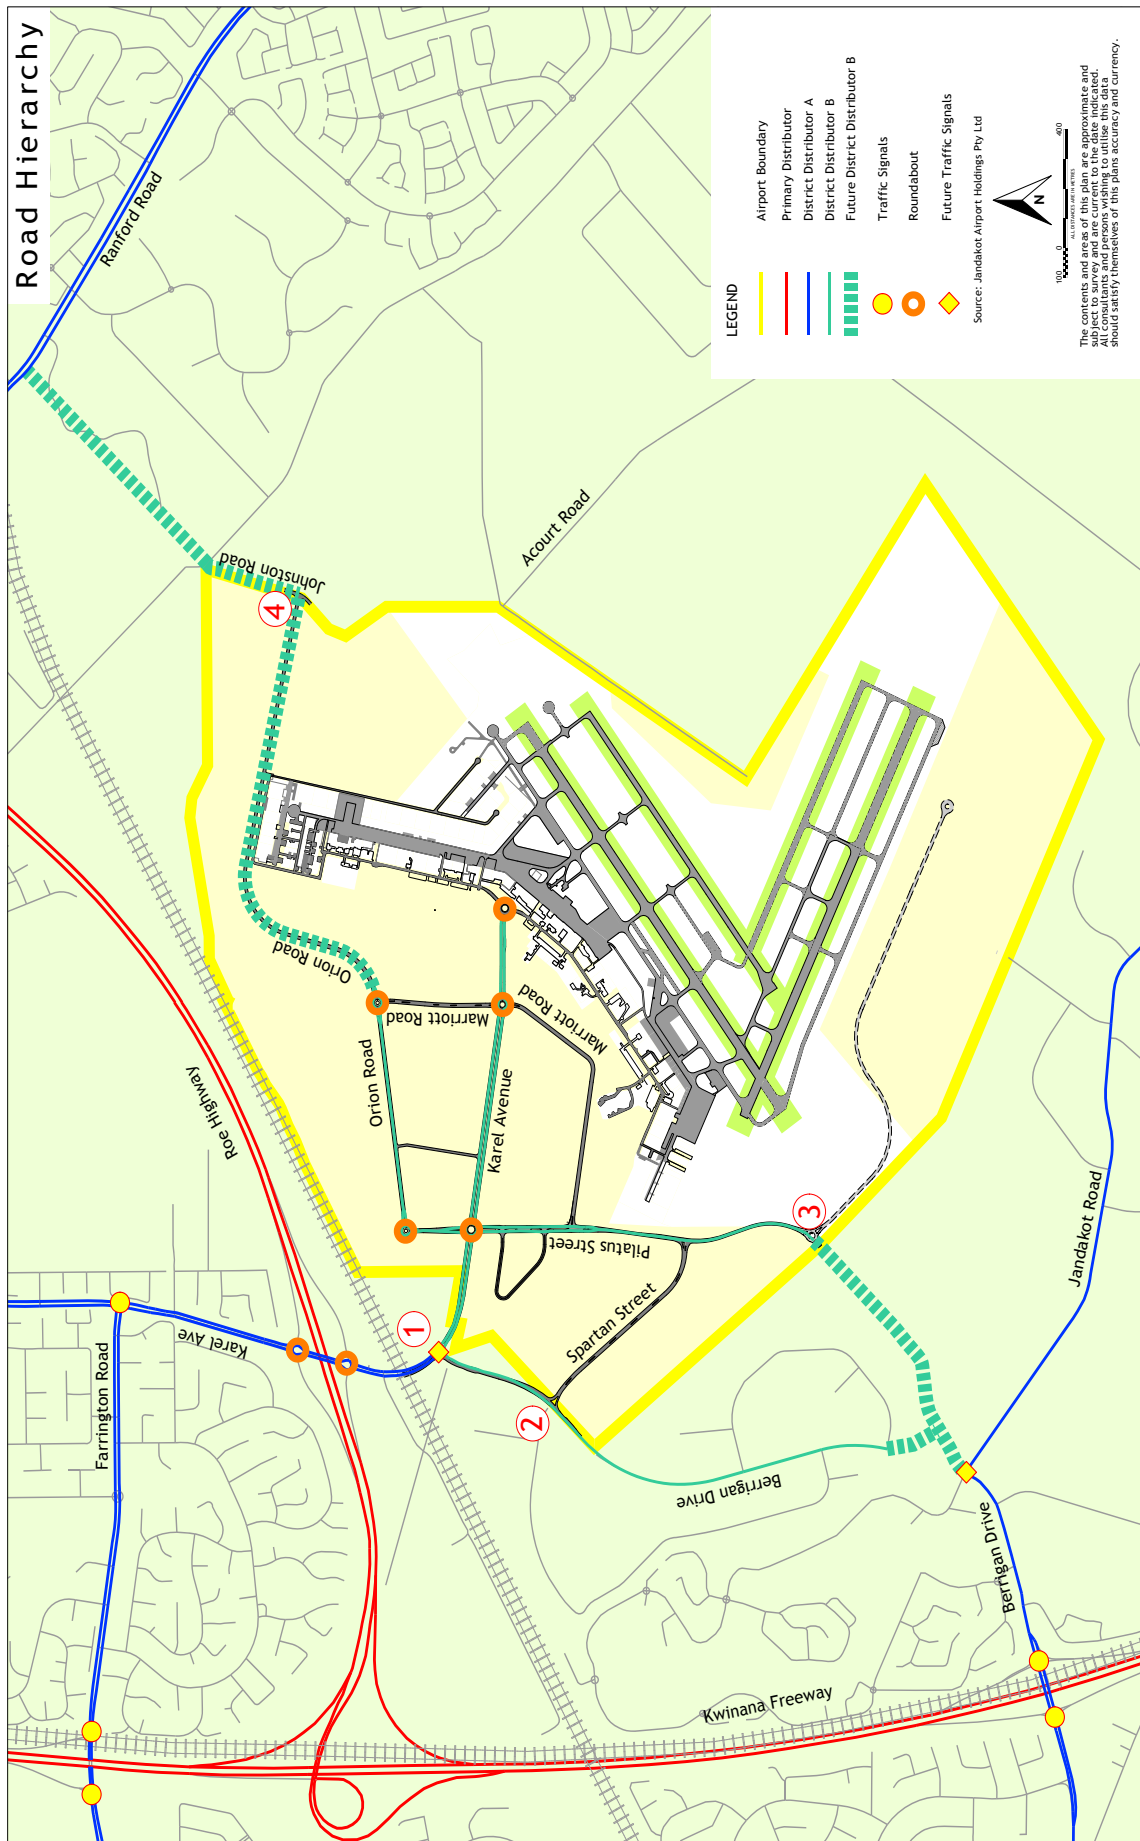 Road Hierarchy
Ranford Road
Johnston Road
4
Acourt Road
Orion Road
Roe Highway
Marriott Road
Marriott Road
Orion Road
Karel Avenue
Pilatus Street
3
Spartan Street
1
2
Karel Ave
Farrington Road
Berrigan Drive
Jandakot Road
Berrigan Drive
Kwinana Freeway
LEGEND
Airport Boundary
Primary Distributor
District Distributor A
District Distributor B
Future District Distributor B
Traffic Signals
Roundabout
Future Traffic Signals
Source: Jandakot Airport Holdings Pty Ltd
N
100 0 400
ALL DISTANCES ARE IN METRES
The contents and areas of this plan are approximate and
subject to survey and are current to the date indicated.
All consultants and persons wishing to utilise this data
should satisfy themselves of this plans accuracy and currency.